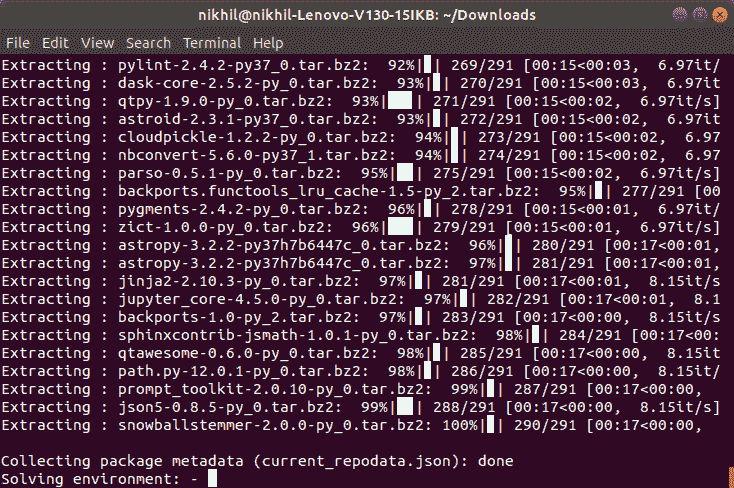 nikhil@nikhil-Lenovo-V130-15IKB: ~/Downloads
File Edit View Search Terminal Help
Extracting : pylint-2.4.2-py37_0.tar.bz2:  92%|█| 269/291 [00:15<00:03,  6.97it/
Extracting : dask-core-2.5.2-py_0.tar.bz2:  93%|█| 270/291 [00:15<00:03,  6.97it
Extracting : qtpy-1.9.0-py_0.tar.bz2:  93%|███| 271/291 [00:15<00:02,  6.97it/s]
Extracting : astroid-2.3.1-py37_0.tar.bz2:  93%|█| 272/291 [00:15<00:02,  6.97it
Extracting : cloudpickle-1.2.2-py_0.tar.bz2:  94%|█| 273/291 [00:15<00:02,  6.97
Extracting : nbconvert-5.6.0-py37_1.tar.bz2:  94%|█| 274/291 [00:15<00:02,  6.97
Extracting : parso-0.5.1-py_0.tar.bz2:  95%|██| 275/291 [00:15<00:02,  6.97it/s]
Extracting : backports.functools_lru_cache-1.5-py_2.tar.bz2:  95%|█| 277/291 [00
Extracting : pygments-2.4.2-py_0.tar.bz2:  96%|█| 278/291 [00:15<00:01,  6.97it/
Extracting : zict-1.0.0-py_0.tar.bz2:  96%|███| 279/291 [00:15<00:01,  6.97it/s]
Extracting : astropy-3.2.2-py37h7b6447c_0.tar.bz2:  96%|█| 280/291 [00:17<00:01,
Extracting : astropy-3.2.2-py37h7b6447c_0.tar.bz2:  97%|█| 281/291 [00:17<00:01,
Extracting : jinja2-2.10.3-py_0.tar.bz2:  97%|█| 281/291 [00:17<00:01,  8.15it/s
Extracting : jupyter_core-4.5.0-py_0.tar.bz2:  97%|█| 282/291 [00:17<00:01,  8.1
Extracting : backports-1.0-py_2.tar.bz2:  97%|█| 283/291 [00:17<00:00,  8.15it/s
Extracting : sphinxcontrib-jsmath-1.0.1-py_0.tar.bz2:  98%|█| 284/291 [00:17<00:
Extracting : qtawesome-0.6.0-py_0.tar.bz2:  98%|█| 285/291 [00:17<00:00,  8.15it
Extracting : path.py-12.0.1-py_0.tar.bz2:  98%|█| 286/291 [00:17<00:00,  8.15it/
Extracting : prompt_toolkit-2.0.10-py_0.tar.bz2:  99%|█| 287/291 [00:17<00:00,
Extracting : json5-0.8.5-py_0.tar.bz2:  99%|██| 288/291 [00:17<00:00,  8.15it/s]
Extracting : snowballstemmer-2.0.0-py_0.tar.bz2: 100%|█| 290/291 [00:17<00:00,
Collecting package metadata (current_repodata.json): done
Solving environment: -